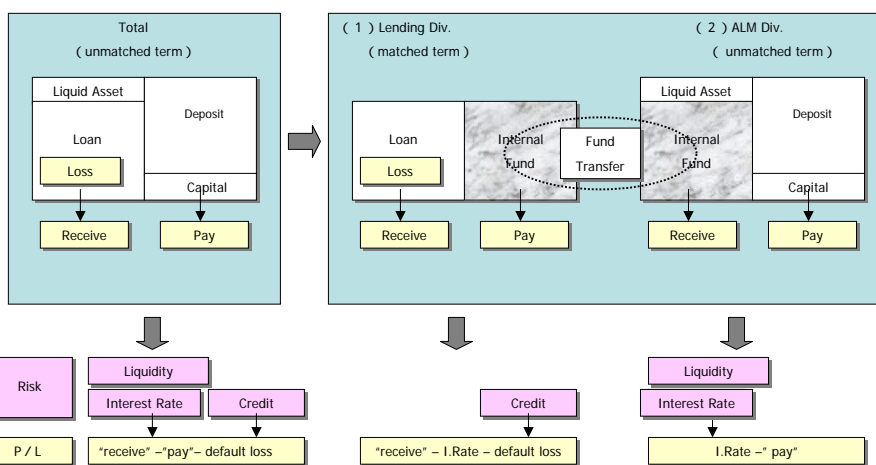 Total
( unmatched term )
Liquid Asset
Deposit
Loan
Loss
Capital
Receive
Pay
( 1 ) Lending Div.
( matched term )
Loan
Loss
Internal
Fund
Fund
Transfer
Receive
Pay
( 2 ) ALM Div.
( unmatched term )
Liquid Asset
Internal
Fund
Deposit
Capital
Receive
Pay
Risk
Liquidity
Interest Rate
Credit
Credit
Liquidity
Interest Rate
P / L
"receive" –"pay"– default loss
"receive" – I.Rate – default loss
I.Rate –" pay"